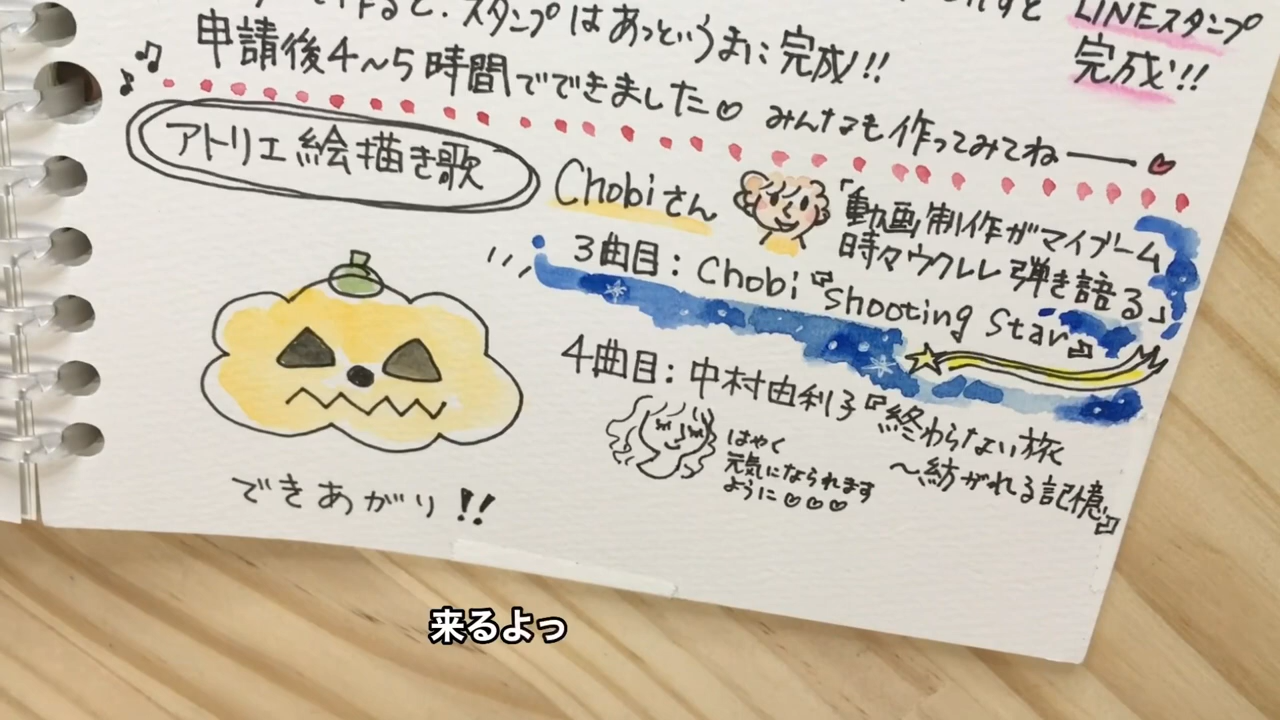 作ると、スタンプはあっというまに完成!!
LINEスタンプ
完成!!
申請後4～5時間でできました♡ みんなも作ってみてねー
アトリエ絵描き歌
Chobiさん
「動画制作がマイブーム
時々ウクレレ弾き語る」
3曲目：Chobi『shooting Star』
4曲目：中村由利子『終わらない旅
～紡がれる記憶』
はやく
元気になられます
ように♡♡♡
できあがり!!
来るよっ